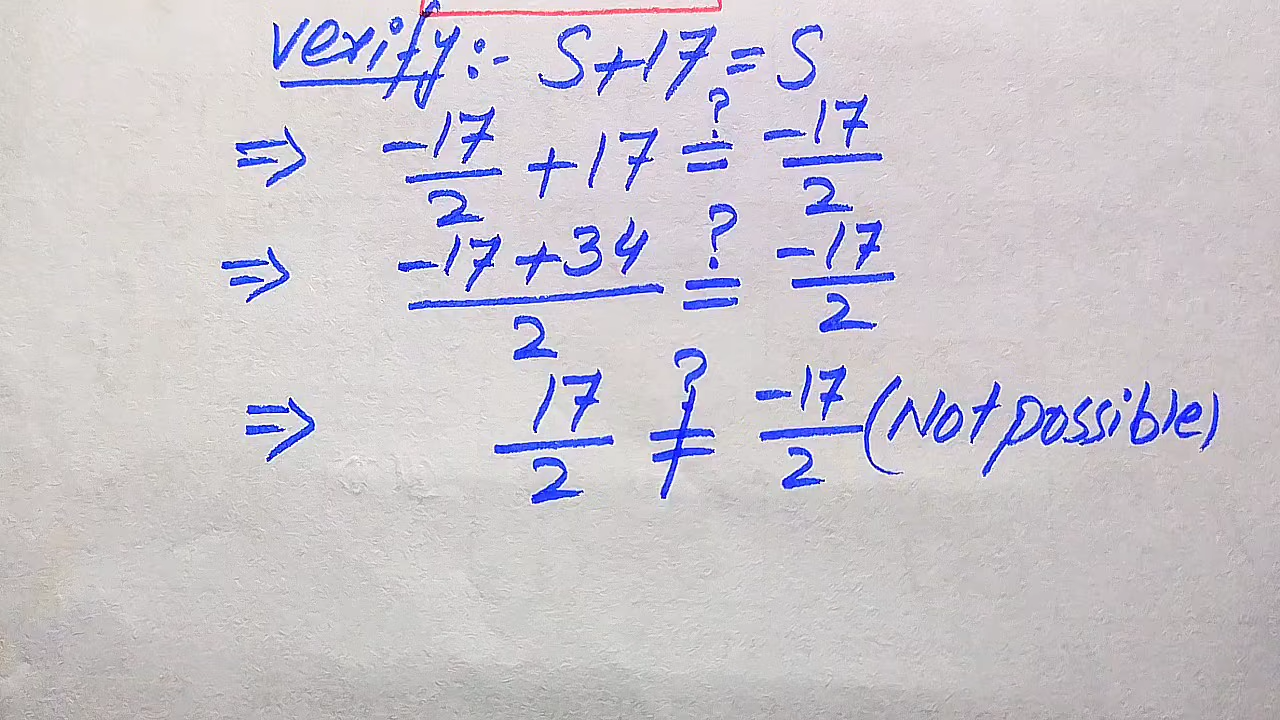 verify:- S+17 = S
⇒ -17/2 + 17 ?= -17/2
⇒ (-17+34)/2 ?= -17/2
⇒ 17/2 ?≠ -17/2 (Not possible)